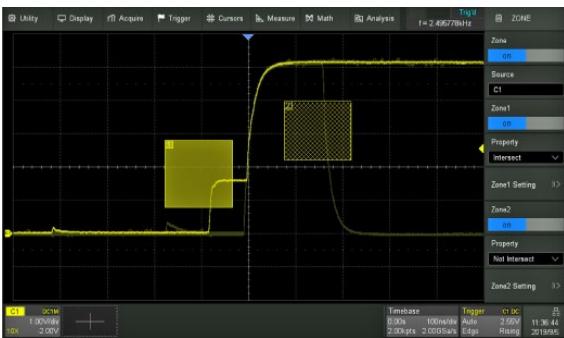 Utility Display Acquire Trigger Cursors Measure Math Analysis
Trig'd
f = 2.495778kHz
ZONE
Zone
on
Source
C1
Zone1
on
Property
Intersect
Zone1 Setting
Zone2
on
Property
Not Intersect
Zone2 Setting
C1 DC1M
1.00V/div
10X -2.00V
Timebase
0.00s 100ns/div
2.00kpts 2.00GSa/s
Trigger C1 DC
Auto 2.55V
Edge Rising
11:36:44
2019/9/5